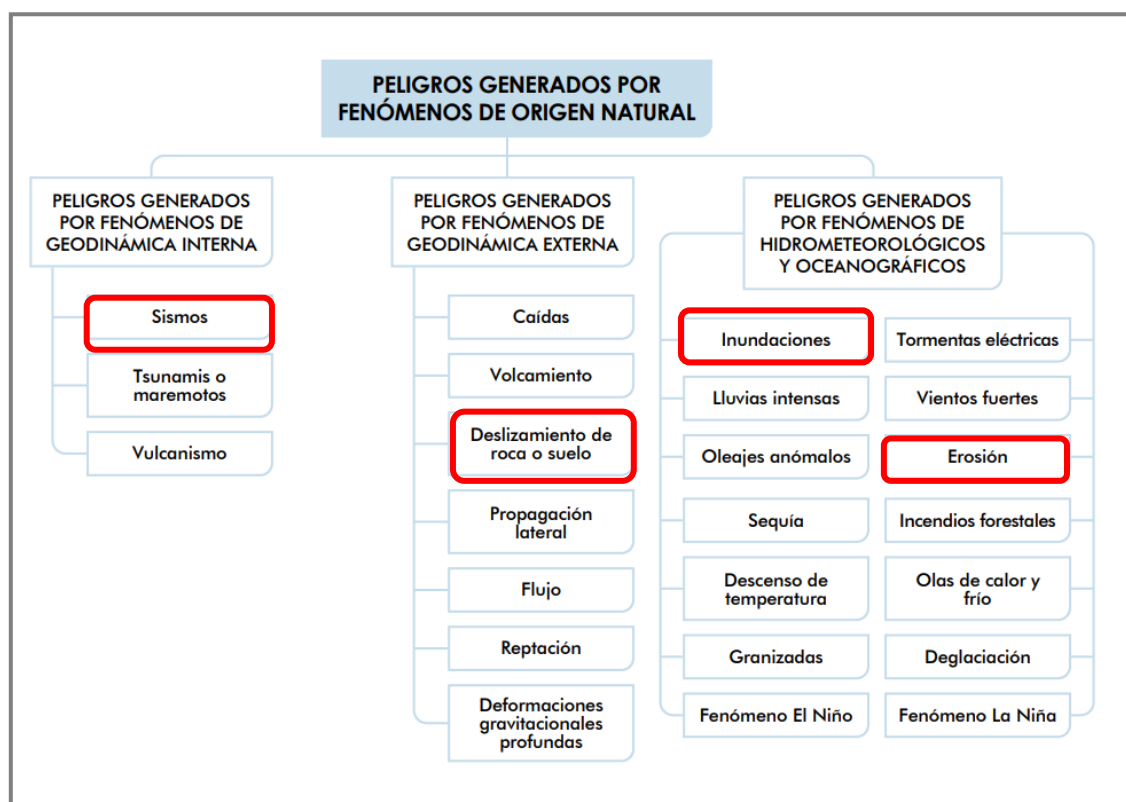 PELIGROS GENERADOS POR
FENÓMENOS DE ORIGEN NATURAL
PELIGROS GENERADOS
POR FENÓMENOS DE
GEODINÁMICA INTERNA
Sismos
Tsunamis o
maremotos
Vulcanismo
PELIGROS GENERADOS
POR FENÓMENOS DE
GEODINÁMICA EXTERNA
Caídas
Volcamiento
Deslizamiento de
roca o suelo
Propagación
lateral
Flujo
Reptación
Deformaciones
gravitacionales
profundas
PELIGROS GENERADOS
POR FENÓMENOS DE
HIDROMETEOROLÓGICOS
Y OCEANOGRÁFICOS
Inundaciones
Lluvias intensas
Oleajes anómalos
Sequía
Descenso de
temperatura
Granizadas
Fenómeno El Niño
Tormentas eléctricas
Vientos fuertes
Erosión
Incendios forestales
Olas de calor y
frío
Deglaciación
Fenómeno La Niña